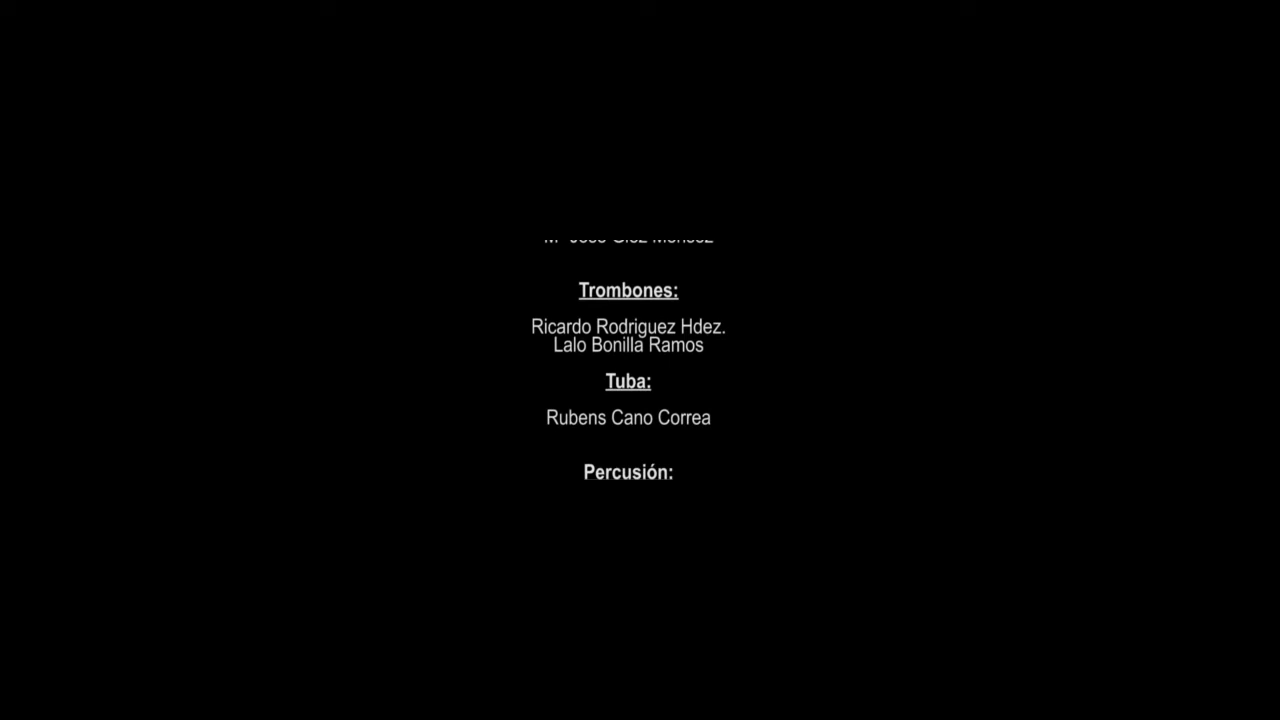 Trombones:
Ricardo Rodriguez Hdez.
Lalo Bonilla Ramos
Tuba:
Rubens Cano Correa
Percusión: